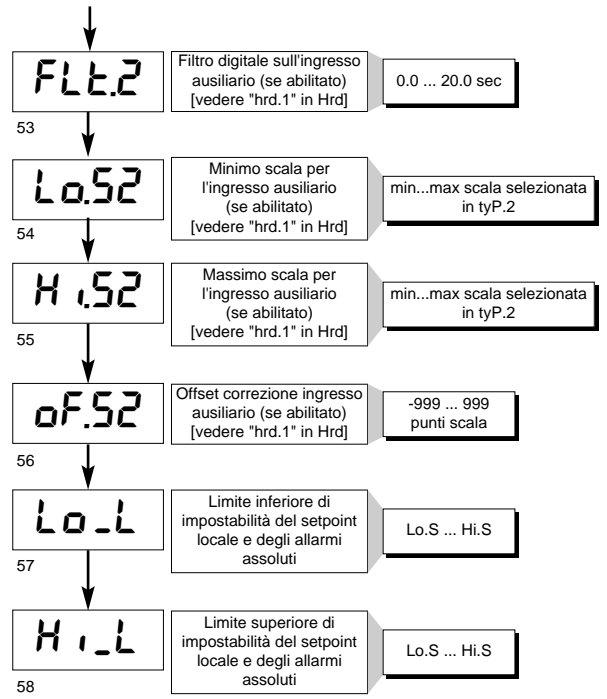 FLt.2
Filtro digitale sull'ingresso
ausiliario (se abilitato)
[vedere "hrd.1" in Hrd]
0.0 ... 20.0 sec
53
Lo.S2
Minimo scala per
l'ingresso ausiliario
(se abilitato)
[vedere "hrd.1" in Hrd]
min...max scala selezionata
in tyP.2
54
Hi.S2
Massimo scala per
l'ingresso ausiliario
(se abilitato)
[vedere "hrd.1" in Hrd]
min...max scala selezionata
in tyP.2
55
oF.S2
Offset correzione ingresso
ausiliario (se abilitato)
[vedere "hrd.1" in Hrd]
-999 ... 999
punti scala
56
Lo_L
Limite inferiore di
impostabilità del setpoint
locale e degli allarmi
assoluti
Lo.S ... Hi.S
57
Hi_L
Limite superiore di
impostabilità del setpoint
locale e degli allarmi
assoluti
Lo.S ... Hi.S
58